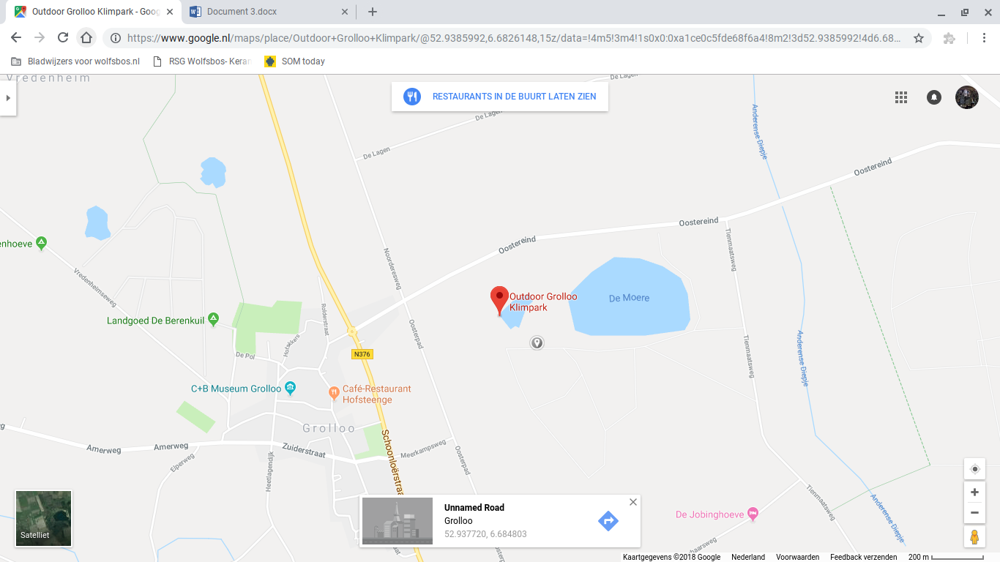 Outdoor Grolloo Klimpark - Goog
Document 3.docx
https://www.google.nl/maps/place/Outdoor+Grolloo+Klimpark/@52.9385992,6.6826148,15z/data=!4m5!3m4!1s0x0:0xa1ce0c5fde68f6a4!8m2!3d52.9385992!4d6.68...
Bladwijzers voor wolfsbos.nl
RSG Wolfsbos- Keran
SOM today
Vredenheim
De Lagen
RESTAURANTS IN DE BUURT LATEN ZIEN
De Lagen
Anderense Diepje
De Lagen
Oostereind
Oostereind
Tienmaatsweg
enhoeve
Oostereind
Noorderesweg
Vredenheimseweg
Outdoor Grolloo
Klimpark
De Moere
Rolderstraat
Landgoed De Berenkuil
Hofakkers
Oosterpad
N376
De Pol
Tienmaatsweg
Anderense Diepje
C+B Museum Grolloo
Café-Restaurant
Hofsteenge
Grolloo
Amerweg
Amerweg
Zuiderstraat
Schoonloërstraat
Meerkampsweg
Elperweg
Heetlagendijk
Oosterpad
Tienmaatsweg
Anderense Diepje
De Jobinghoeve
Satelliet
Unnamed Road
Grolloo
52.937720, 6.684803
Kaartgegevens ©2018 Google
Nederland
Voorwaarden
Feedback verzenden
200 m